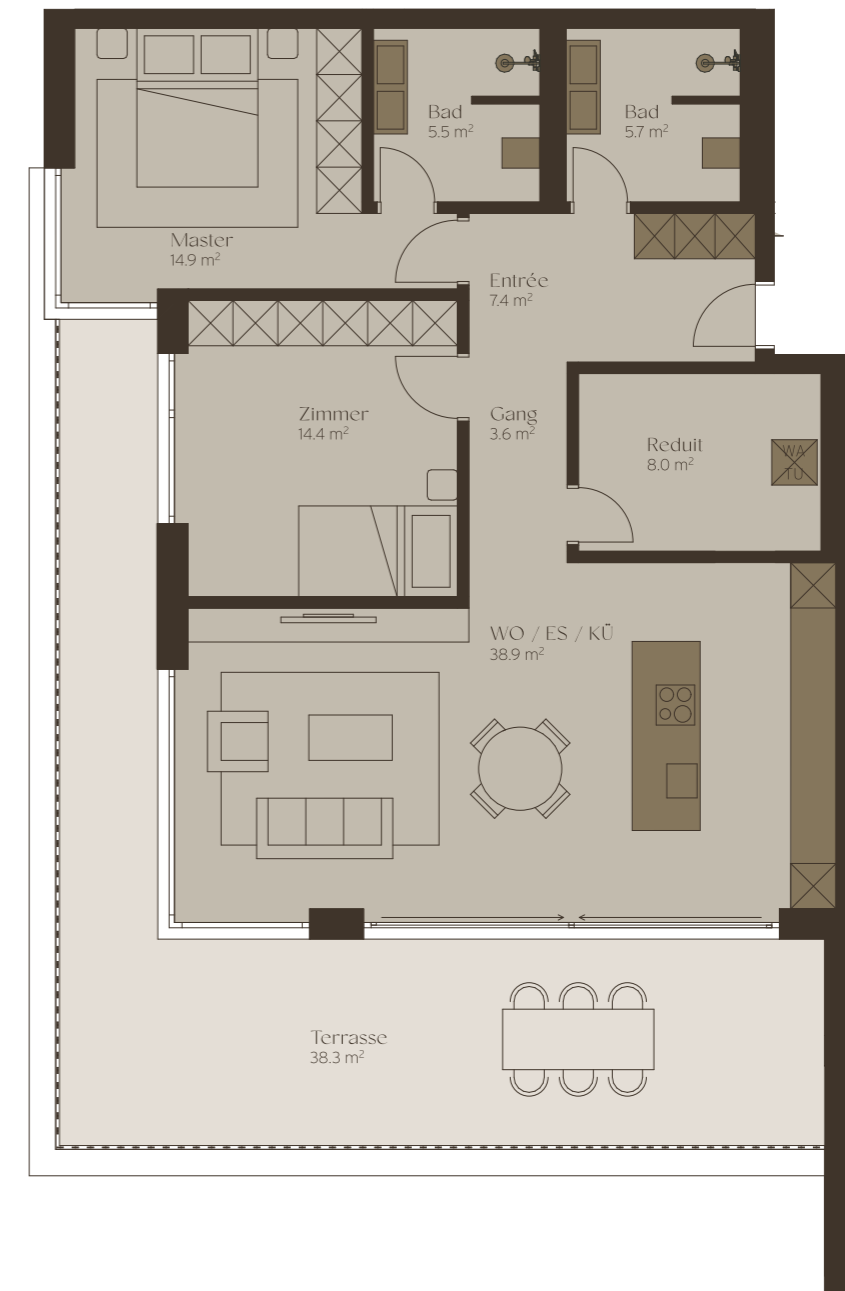 Bad
5.5 m²
Bad
5.7 m²
Master
14.9 m²
Entrée
7.4 m²
Zimmer
14.4 m²
Gang
3.6 m²
Reduit
8.0 m²
WA
TU
WO / ES / KÜ
38.9 m²
Terrasse
38.3 m²